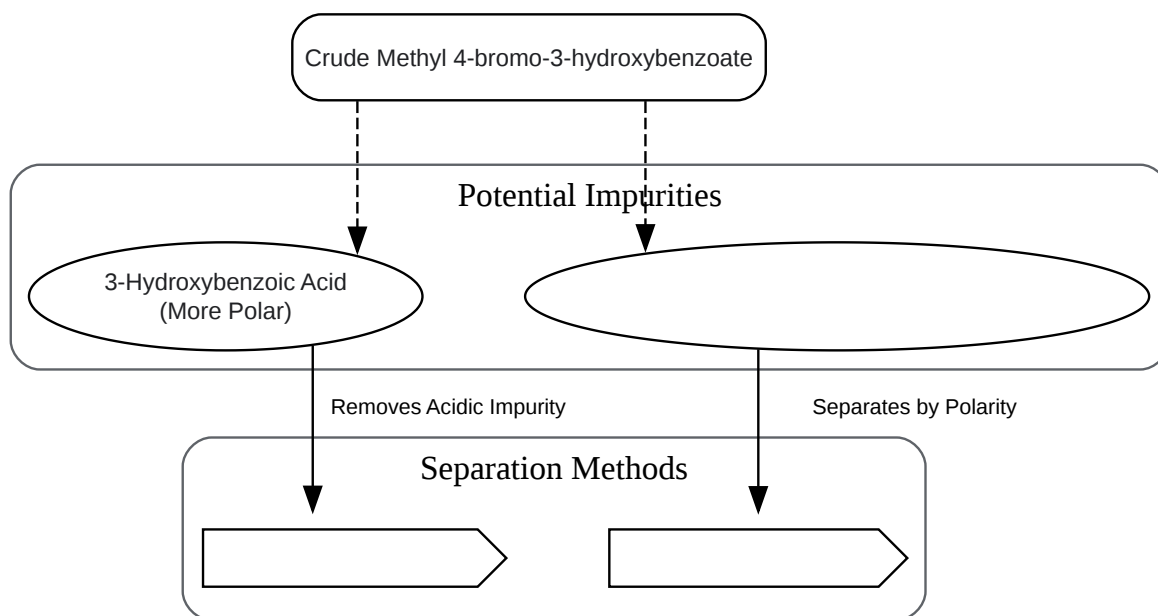 Crude Methyl 4-bromo-3-hydroxybenzoate
Potential Impurities
3-Hydroxybenzoic Acid
(More Polar)
Removes Acidic Impurity
Separates by Polarity
Separation Methods